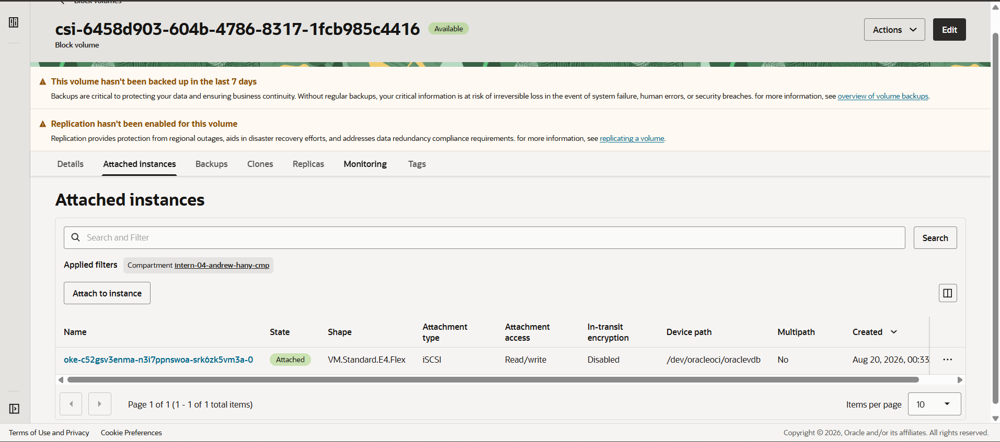 Block volumes
csi-6458d903-604b-4786-8317-1fcb985c4416
Available
Actions
Edit
Block volume
This volume hasn't been backed up in the last 7 days
Backups are critical to protecting your data and ensuring business continuity. Without regular backups, your critical information is at risk of irreversible loss in the event of system failure, human errors, or security breaches. for more information, see overview of volume backups.
Replication hasn't been enabled for this volume
Replication provides protection from regional outages, aids in disaster recovery efforts, and addresses data redundancy compliance requirements. for more information, see replicating a volume.
Details Attached instances Backups Clones Replicas Monitoring Tags
Attached instances
Search and Filter
Search
Applied filters Compartment intern-04-andrew-hany-cmp
Attach to instance
Name State Shape Attachment type Attachment access In-transit encryption Device path Multipath Created
oke-c52gsv3enma-n3i7ppnswoa-srk6zk5vm3a-0 Attached VM.Standard.E4.Flex iSCSI Read/write Disabled /dev/oracleoci/oraclevdb No Aug 20, 2026, 00:33:
Page 1 of 1 (1 - 1 of 1 total items)
Items per page 10
Terms of Use and Privacy Cookie Preferences
Copyright © 2026, Oracle and/or its affiliates. All rights reserved.